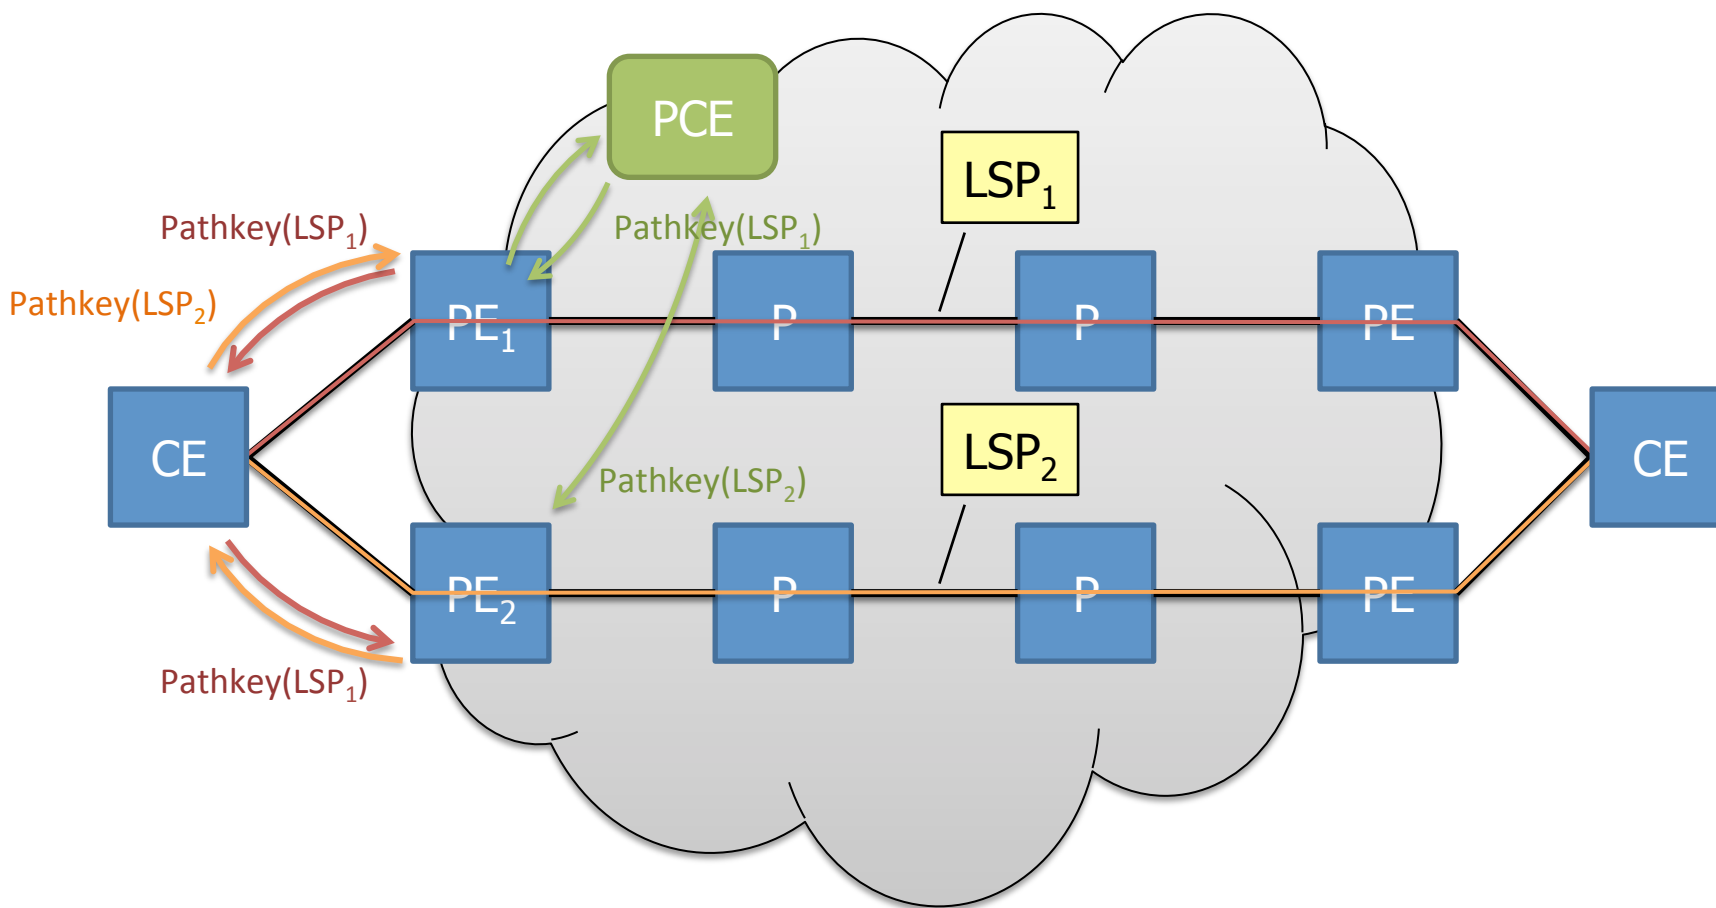 PCE
LSP1
Pathkey(LSP1)
Pathkey(LSP1)
Pathkey(LSP2)
PE1
P
P
PE
CE
LSP2
CE
Pathkey(LSP2)
PE2
P
P
PE
Pathkey(LSP1)